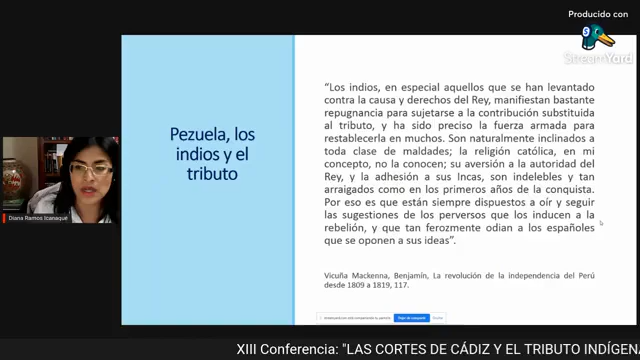 Producido con
StreamYard
Pezuela, los
indios y el
tributo
“Los indios, en especial aquellos que se han levantado
contra la causa y derechos del Rey, manifiestan bastante
repugnancia para sujetarse a la contribución substituida
al tributo, y ha sido preciso la fuerza armada para
restablecerla en muchos. Son naturalmente inclinados a
toda clase de maldades; la religión católica, en mi
concepto, no la conocen; su aversión a la autoridad del
Rey, y la adhesión a sus Incas, son indelebles y tan
arraigados como en los primeros años de la conquista.
Por eso es que están siempre dispuestos a oír y seguir
las sugestiones de los perversos que los inducen a la
rebelión, y que tan ferozmente odian a los españoles
que se oponen a sus ideas”.
Vicuña Mackenna, Benjamín, La revolución de la independencia del Perú
desde 1809 a 1819, 117.
Diana Ramos Icanaqué
XIII Conferencia: "LAS CORTES DE CÁDIZ Y EL TRIBUTO INDÍGENA